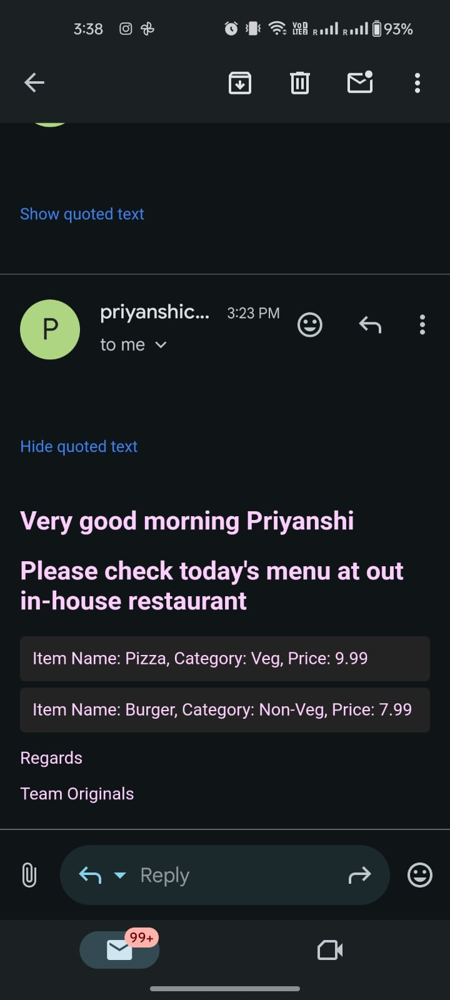 3:38
VoD
LTE2
R
R
93%
Show quoted text
P
priyanshic... 3:23 PM
to me
Hide quoted text
Very good morning Priyanshi
Please check today's menu at out
in-house restaurant
Item Name: Pizza, Category: Veg, Price: 9.99
Item Name: Burger, Category: Non-Veg, Price: 7.99
Regards
Team Originals
Reply
99+